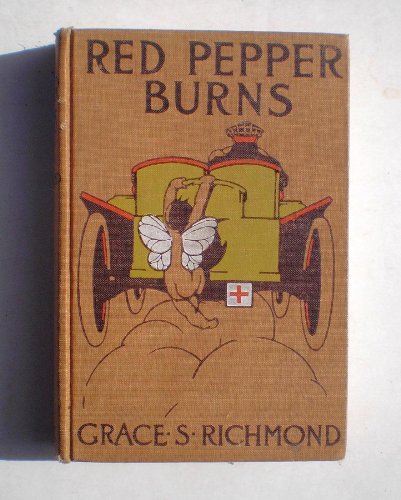 RED PEPPER
BURNS
GRACE·S·RICHMOND